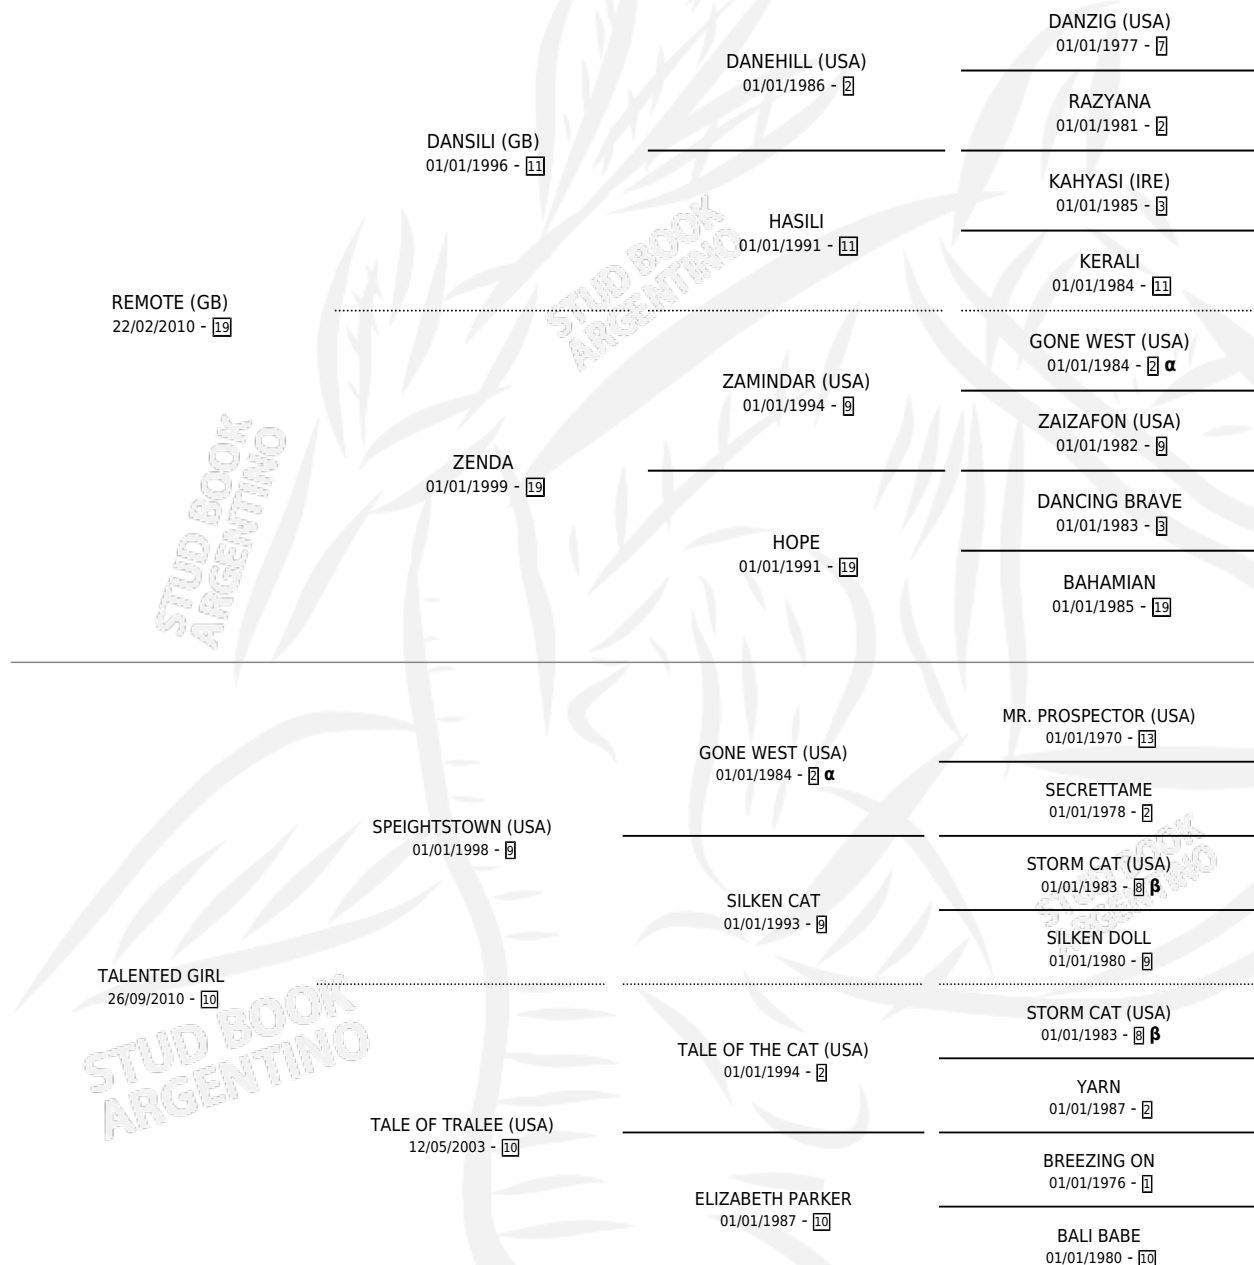 DANZIG (USA)
01/01/1977 - 7
DANEHILL (USA)
01/01/1986 - 2
RAZYANA
01/01/1981 - 2
DANSILI (GB)
01/01/1996 - 11
KAHYASI (IRE)
01/01/1985 - 3
HASILI
01/01/1991 - 11
KERALI
01/01/1984 - 11
REMOTE (GB)
22/02/2010 - 19
GONE WEST (USA)
01/01/1984 - 2 α
ZAMINDAR (USA)
01/01/1994 - 9
ZAIZAFON (USA)
01/01/1982 - 9
ZENDA
01/01/1999 - 19
DANCING BRAVE
01/01/1983 - 3
HOPE
01/01/1991 - 19
BAHAMIAN
01/01/1985 - 19
MR. PROSPECTOR (USA)
01/01/1970 - 13
GONE WEST (USA)
01/01/1984 - 2 α
SECRETTAME
01/01/1978 - 2
SPEIGHTSTOWN (USA)
01/01/1998 - 9
STORM CAT (USA)
01/01/1983 - 8 β
SILKEN CAT
01/01/1993 - 9
SILKEN DOLL
01/01/1980 - 9
TALENTED GIRL
26/09/2010 - 10
STORM CAT (USA)
01/01/1983 - 8 β
TALE OF THE CAT (USA)
01/01/1994 - 2
YARN
01/01/1987 - 2
TALE OF TRALEE (USA)
12/05/2003 - 10
BREEZING ON
01/01/1976 - 1
ELIZABETH PARKER
01/01/1987 - 10
BALI BABE
01/01/1980 - 10
STUD BOOK
ARGENTINO
STUD BOOK
ARGENTINO
STUD BOOK
ARGENTINO
STUD BOOK
ARGENTINO